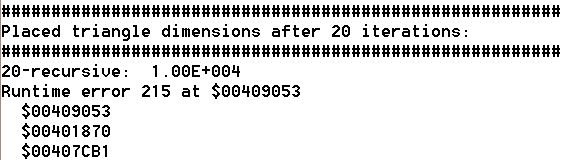 ########################################################
Placed triangle dimensions after 20 iterations:
########################################################
20-recursive:  1.00E+004
Runtime error 215 at $00409053
  $00409053
  $00401870
  $00407CB1